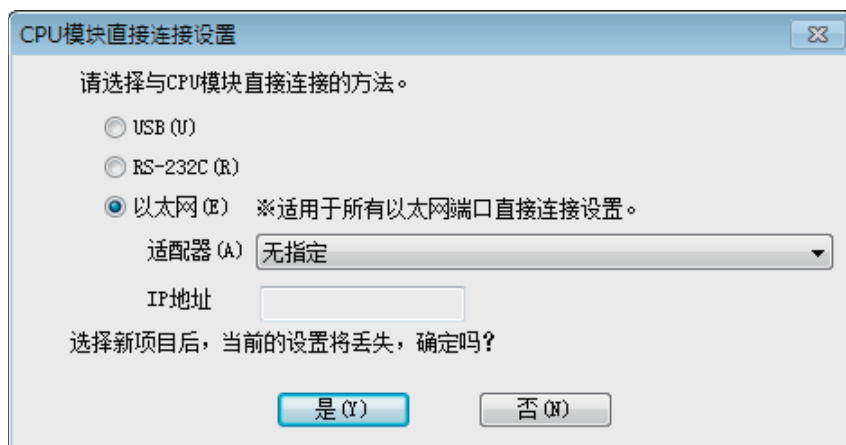 CPU模块直接连接设置
请选择与CPU模块直接连接的方法。
USB(U)
RS-232C(R)
以太网(E) ※适用于所有以太网端口直接连接设置。
适配器(A) 无指定
IP地址
选择新项目后，当前的设置将丢失，确定吗?
是(Y) 否(N)